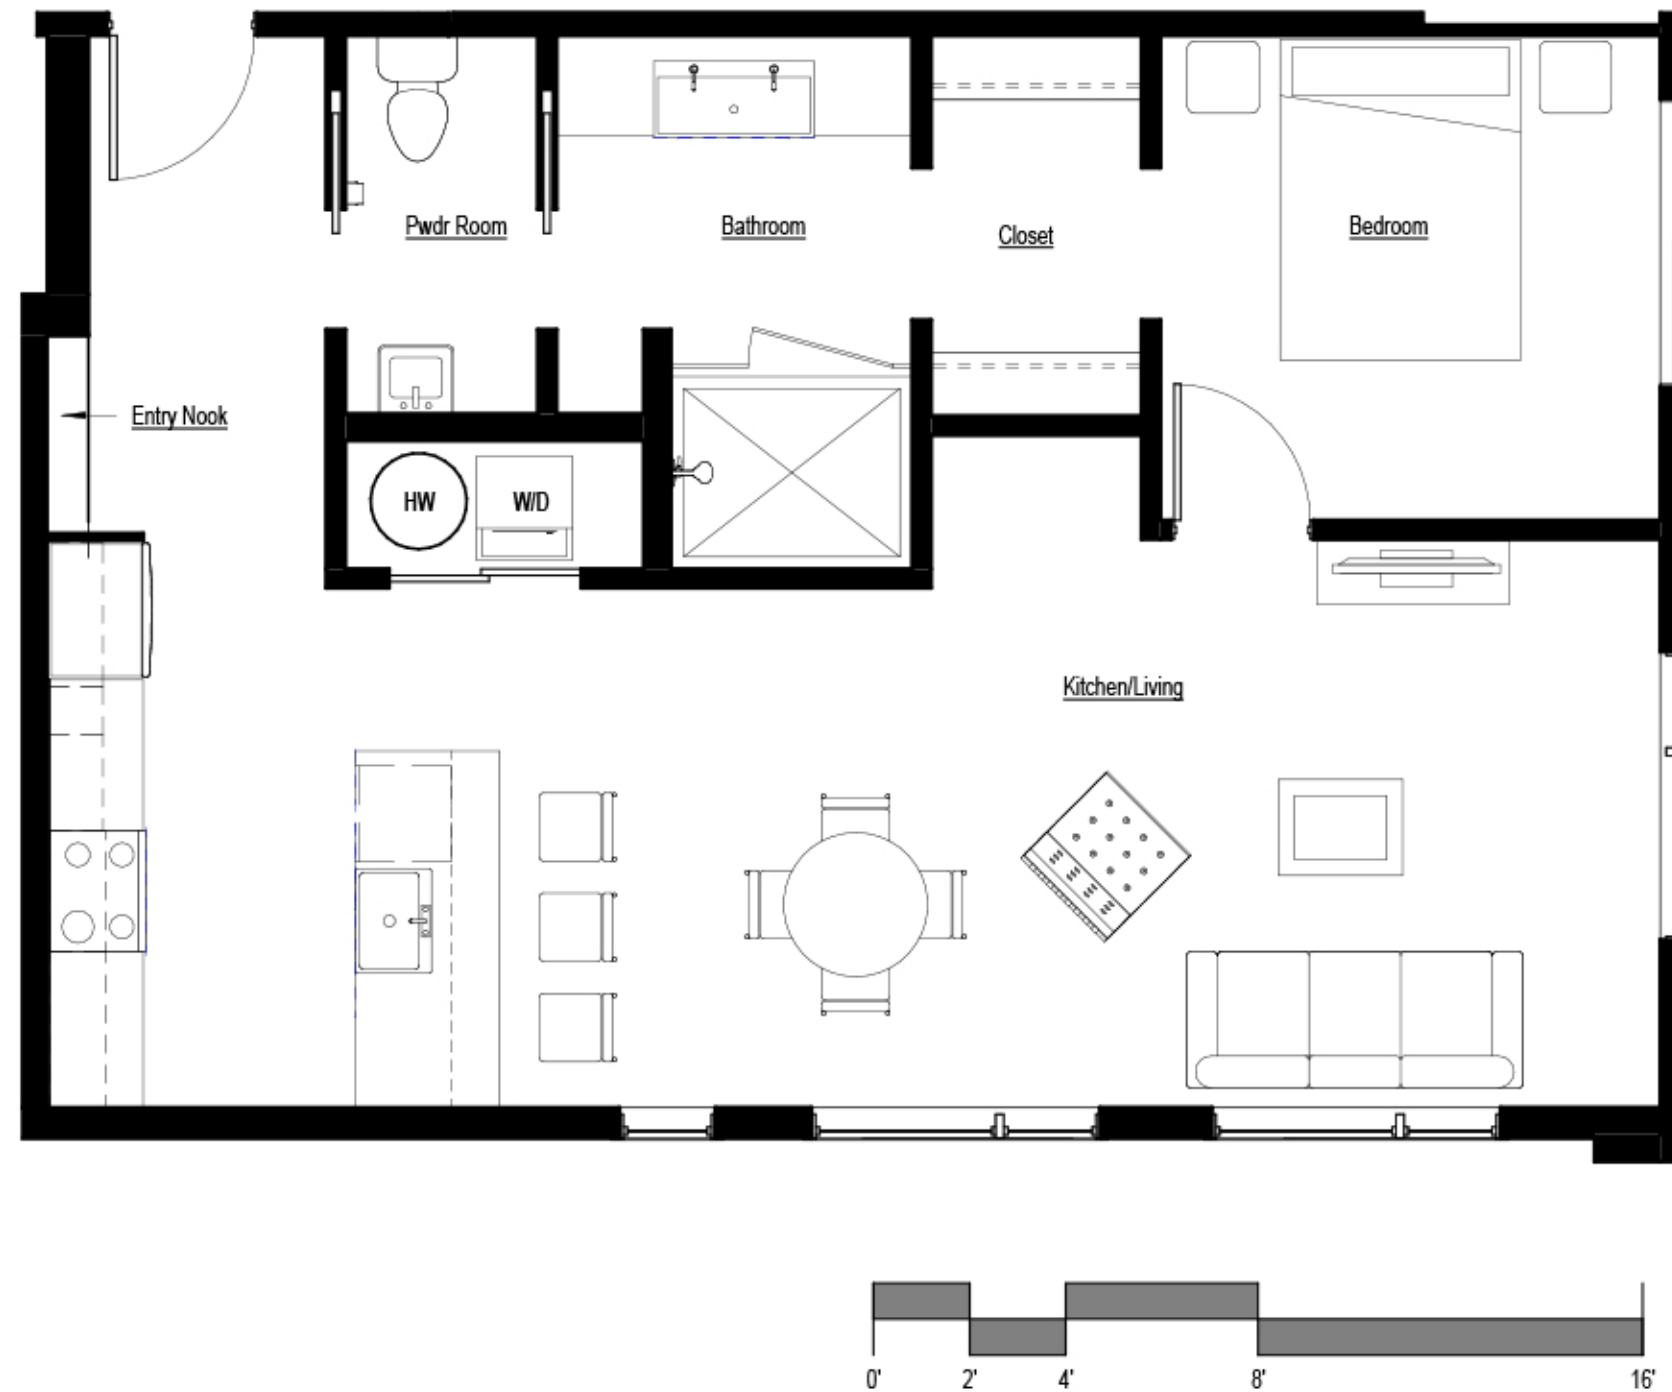 Pwdr Room
Bathroom
Closet
Bedroom
Entry Nook
HW
W/D
Kitchen/Living
0' 2' 4' 8' 16'